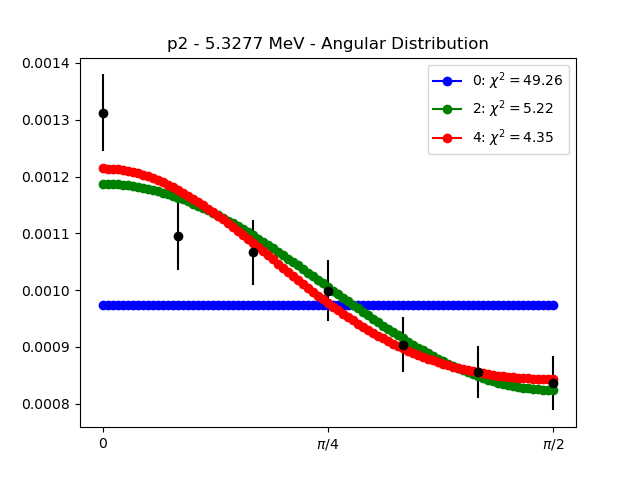 p2 - 5.3277 MeV - Angular Distribution
0.0014
0.0013
0.0012
0.0011
0.0010
0.0009
0.0008
0: χ² = 49.26
2: χ² = 5.22
4: χ² = 4.35
0
π/4
π/2